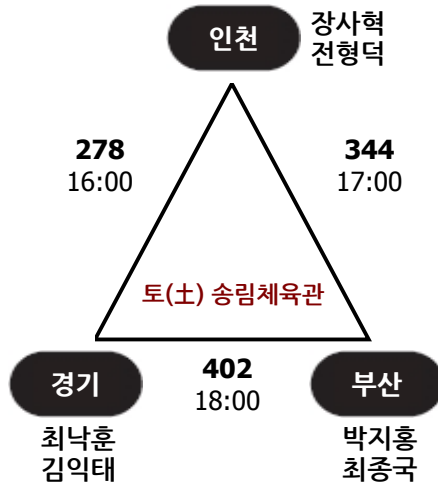 인천
장사혁
전형덕
278
16:00
344
17:00
토(土) 송림체육관
경기
402
18:00
부산
최낙훈
김익태
박지홍
최종국